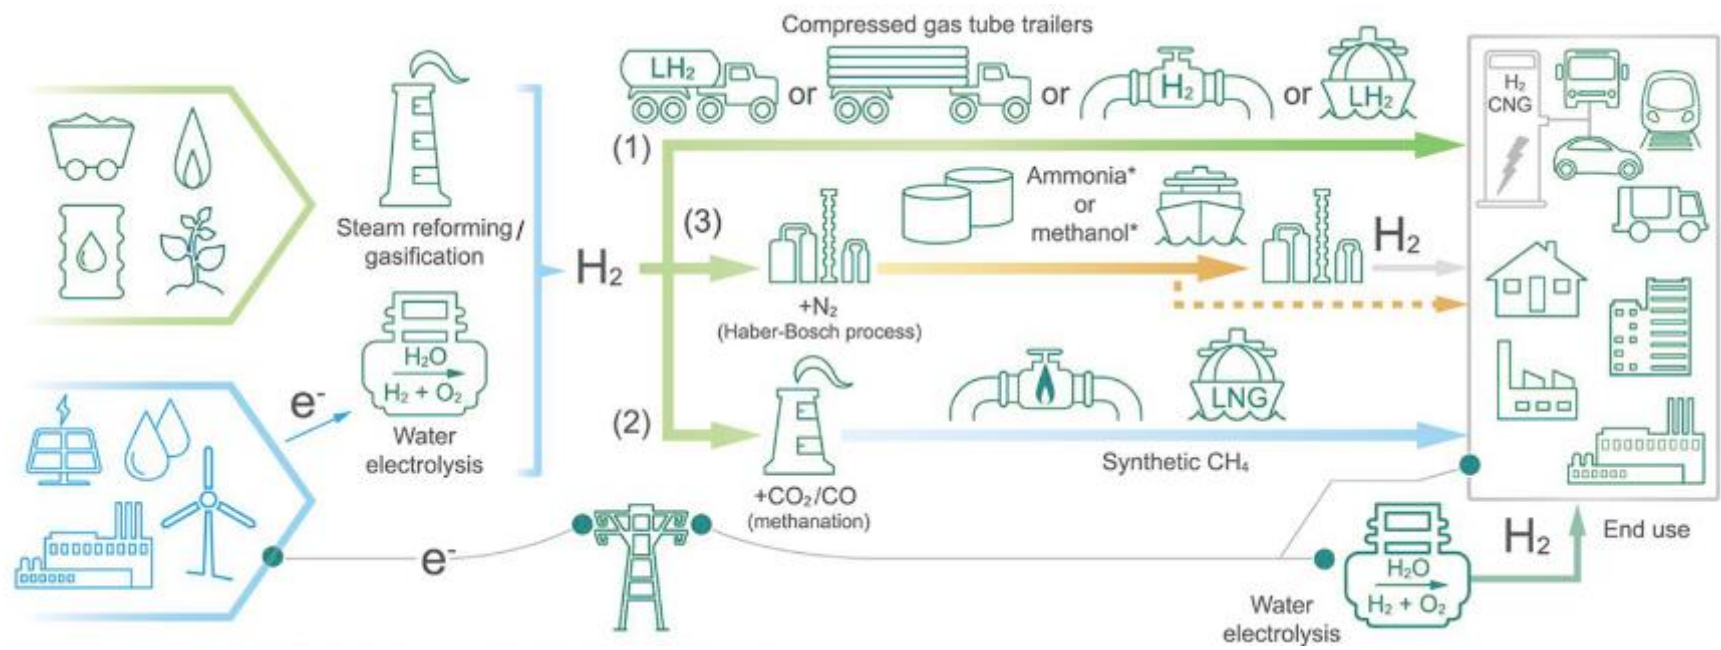 Compressed gas tube trailers
LH₂
or
or
H₂
or
LH₂
H₂
CNG
Steam reforming/
gasification
H₂O
H₂ + O₂
e⁻
Water
electrolysis
H₂
(1)
(3)
+N₂
(Haber-Bosch process)
Ammonia*
or
methanol*
H₂
(2)
+CO₂/CO
(methanation)
LNG
Synthetic CH₄
e⁻
Water
electrolysis
H₂O
H₂ + O₂
H₂
End use